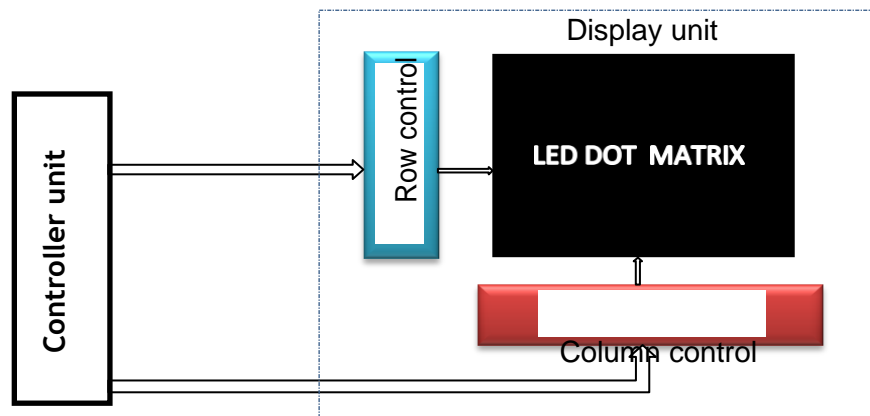 Display unit
Controller unit
Row control
LED DOT MATRIX
Column control